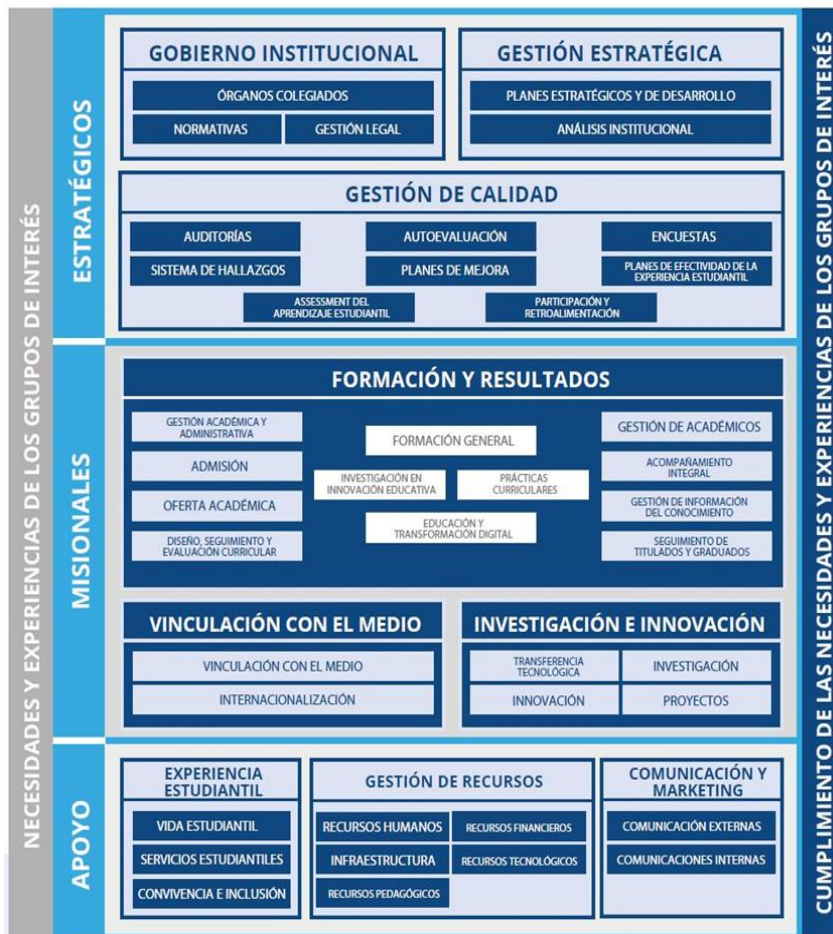 NECESIDADES Y EXPERIENCIAS DE LOS GRUPOS DE INTERÉS
ESTRATÉGICOS
GOBIERNO INSTITUCIONAL
ÓRGANOS COLEGIADOS
NORMATIVAS
GESTIÓN LEGAL
GESTIÓN ESTRATÉGICA
PLANES ESTRATÉGICOS Y DE DESARROLLO
ANÁLISIS INSTITUCIONAL
GESTIÓN DE CALIDAD
AUDITORÍAS
AUTOEVALUACIÓN
ENCUESTAS
SISTEMA DE HALLAZGOS
PLANES DE MEJORA
PLANES DE EFECTIVIDAD DE LA
EXPERIENCIA ESTUDIANTIL
ASSESSMENT DEL
APRENDIZAJE ESTUDIANTIL
PARTICIPACIÓN Y
RETROALIMENTACIÓN
MISIONALES
FORMACIÓN Y RESULTADOS
GESTIÓN ACADÉMICA Y
ADMINISTRATIVA
ADMISIÓN
OFERTA ACADÉMICA
DISEÑO, SEGUIMIENTO Y
EVALUACIÓN CURRICULAR
FORMACIÓN GENERAL
INVESTIGACIÓN EN
INNOVACIÓN EDUCATIVA
PRÁCTICAS
CURRICULARES
EDUCACIÓN Y
TRANSFORMACIÓN DIGITAL
GESTIÓN DE ACADÉMICOS
ACOMPAÑAMIENTO
INTEGRAL
GESTIÓN DE INFORMACIÓN
DEL CONOCIMIENTO
SEGUIMIENTO DE
TITULADOS Y GRADUADOS
VINCULACIÓN CON EL MEDIO
VINCULACIÓN CON EL MEDIO
INTERNACIONALIZACIÓN
INVESTIGACIÓN E INNOVACIÓN
TRANSFERENCIA
TECNOLÓGICA
INVESTIGACIÓN
INNOVACIÓN
PROYECTOS
APOYO
EXPERIENCIA
ESTUDIANTIL
VIDA ESTUDIANTIL
SERVICIOS ESTUDIANTILES
CONVIVENCIA E INCLUSIÓN
GESTIÓN DE RECURSOS
RECURSOS HUMANOS
RECURSOS FINANCIEROS
INFRAESTRUCTURA
RECURSOS TECNOLÓGICOS
RECURSOS PEDAGÓGICOS
COMUNICACIÓN Y
MARKETING
COMUNICACIÓN EXTERNAS
COMUNICACIONES INTERNAS
CUMPLIMIENTO DE LAS NECESIDADES Y EXPERIENCIAS DE LOS GRUPOS DE INTERÉS